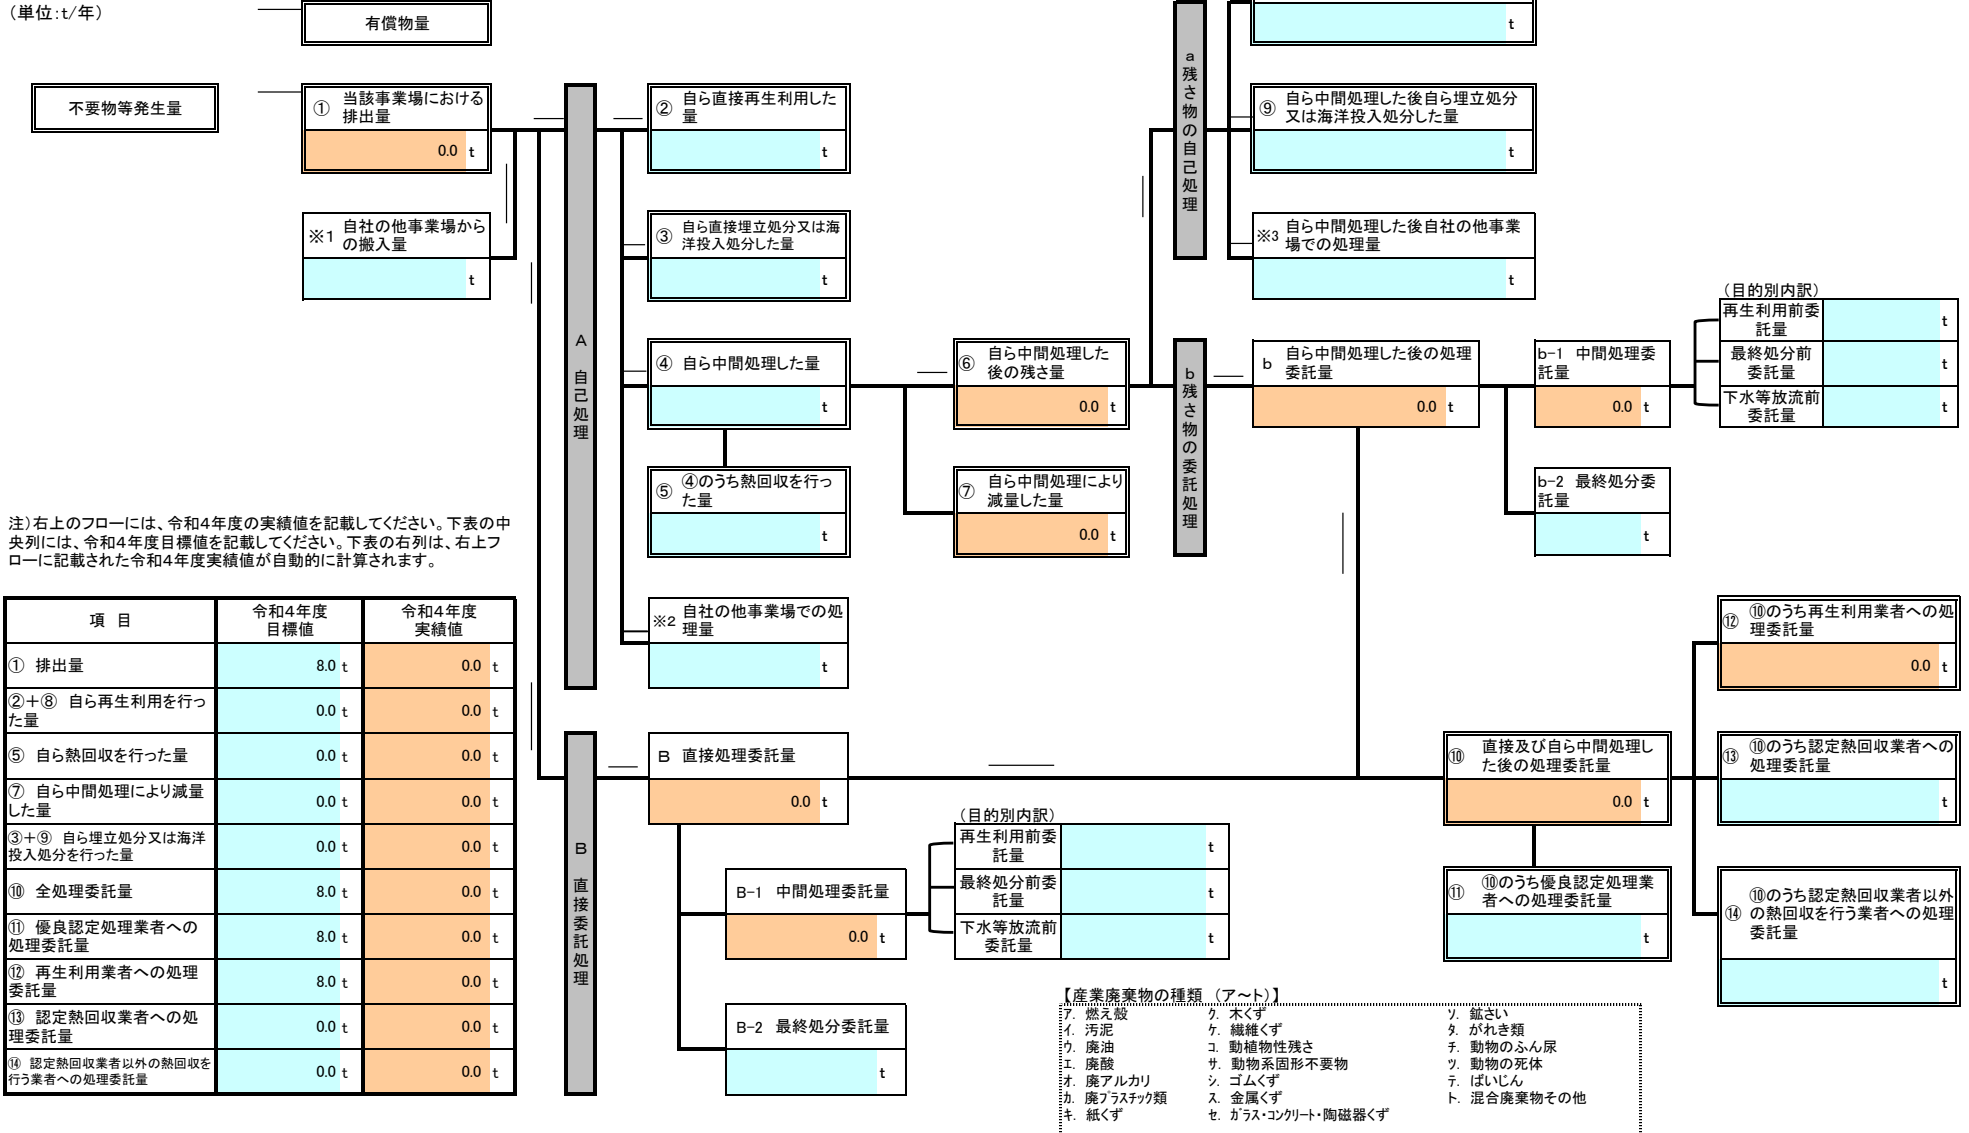 (単位:t/年)
有償物量
t
不要物等発生量
① 当該事業場における
排出量
0.0 t
※1 自社の他事業場から
の搬入量
t
A 自己処理
② 自ら直接再生利用した
量
t
③ 自ら直接埋立処分又は海
洋投入処分した量
t
④ 自ら中間処理した量
t
⑤ ④のうち熱回収を行っ
た量
t
※2 自社の他事業場での処
理量
t
⑥ 自ら中間処理した
後の残さ量
0.0 t
⑦ 自ら中間処理により
減量した量
0.0 t
a残さ物の自己処理
⑨ 自ら中間処理した後自ら埋立処分
又は海洋投入処分した量
t
※3 自ら中間処理した後自社の他事業
場での処理量
t
b残さ物の委託処理
b 自ら中間処理した後の処理
委託量
0.0 t
b-1 中間処理委
託量
0.0 t
b-2 最終処分委
託量
t
(目的別内訳)
再生利用前委
託量
t
最終処分前
委託量
t
下水等放流前
委託量
t
注)右上のフローには、令和4年度の実績値を記載してください。下表の中
央列には、令和4年度目標値を記載してください。下表の右列は、右上フ
ローに記載された令和4年度実績値が自動的に計算されます。
項 目 令和4年度
目標値 令和4年度
実績値
① 排出量 8.0 t 0.0 t
②+⑧ 自ら再生利用を行っ
た量 0.0 t 0.0 t
⑤ 自ら熱回収を行った量 0.0 t 0.0 t
⑦ 自ら中間処理により減量
した量 0.0 t 0.0 t
③+⑨ 自ら埋立処分又は海洋
投入処分を行った量 0.0 t 0.0 t
⑩ 全処理委託量 8.0 t 0.0 t
⑪ 優良認定処理業者への
処理委託量 8.0 t 0.0 t
⑫ 再生利用業者への処理
委託量 8.0 t 0.0 t
⑬ 認定熱回収業者への処
理委託量 0.0 t 0.0 t
⑭ 認定熱回収業者以外の熱回収を
行う業者への処理委託量 0.0 t 0.0 t
B 直接委託処理
B 直接処理委託量
0.0 t
B-1 中間処理委託量
0.0 t
B-2 最終処分委託量
t
(目的別内訳)
再生利用前委
託量
t
最終処分前委
託量
t
下水等放流前
委託量
t
⑩ 直接及び自ら中間処理し
た後の処理委託量
0.0 t
⑪ ⑩のうち優良認定処理業
者への処理委託量
t
⑫ ⑩のうち再生利用業者への処
理委託量
0.0 t
⑬ ⑩のうち認定熱回収業者への
処理委託量
t
⑭ ⑩のうち認定熱回収業者以外
の熱回収を行う業者への処理
委託量
t
【産業廃棄物の種類 (ア~ト)】
ア. 燃え殻 ク. 木くず ソ. 鉱さい
イ. 汚泥 ケ. 繊維くず タ. がれき類
ウ. 廃油 コ. 動植物性残さ チ. 動物のふん尿
エ. 廃酸 サ. 動物系固形不要物 ツ. 動物の死体
オ. 廃アルカリ シ. ゴムくず テ. ばいじん
カ. 廃プラスチック類 ス. 金属くず ト. 混合廃棄物その他
キ. 紙くず セ. ガラス・コンクリート・陶磁器くず